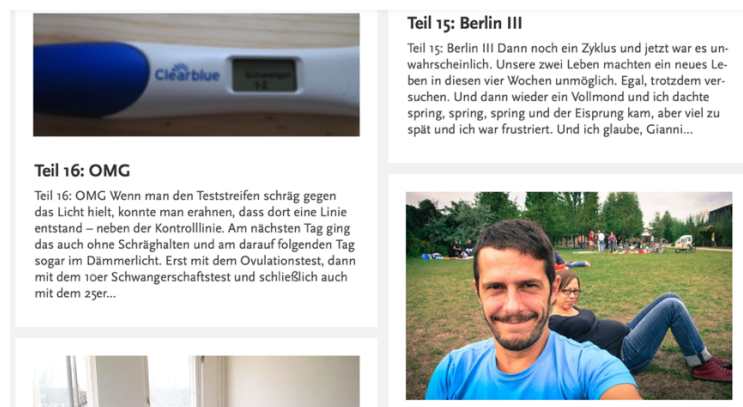 Clearblue
Schwanger
1-2
Teil 16: OMG
Teil 16: OMG Wenn man den Teststreifen schräg gegen
das Licht hielt, konnte man erahnen, dass dort eine Linie
entstand – neben der Kontrolllinie. Am nächsten Tag ging
das auch ohne Schräghalten und am darauf folgenden Tag
sogar im Dämmerlicht. Erst mit dem Ovulationstest, dann
mit dem 10er Schwangerschaftstest und schließlich auch
mit dem 25er...
Teil 15: Berlin III
Teil 15: Berlin III Dann noch ein Zyklus und jetzt war es un-
wahrscheinlich. Unsere zwei Leben machten ein neues Le-
ben in diesen vier Wochen unmöglich. Egal, trotzdem ver-
suchen. Und dann wieder ein Vollmond und ich dachte
spring, spring, spring und der Eisprung kam, aber viel zu
spät und ich war frustriert. Und ich glaube, Gianni...